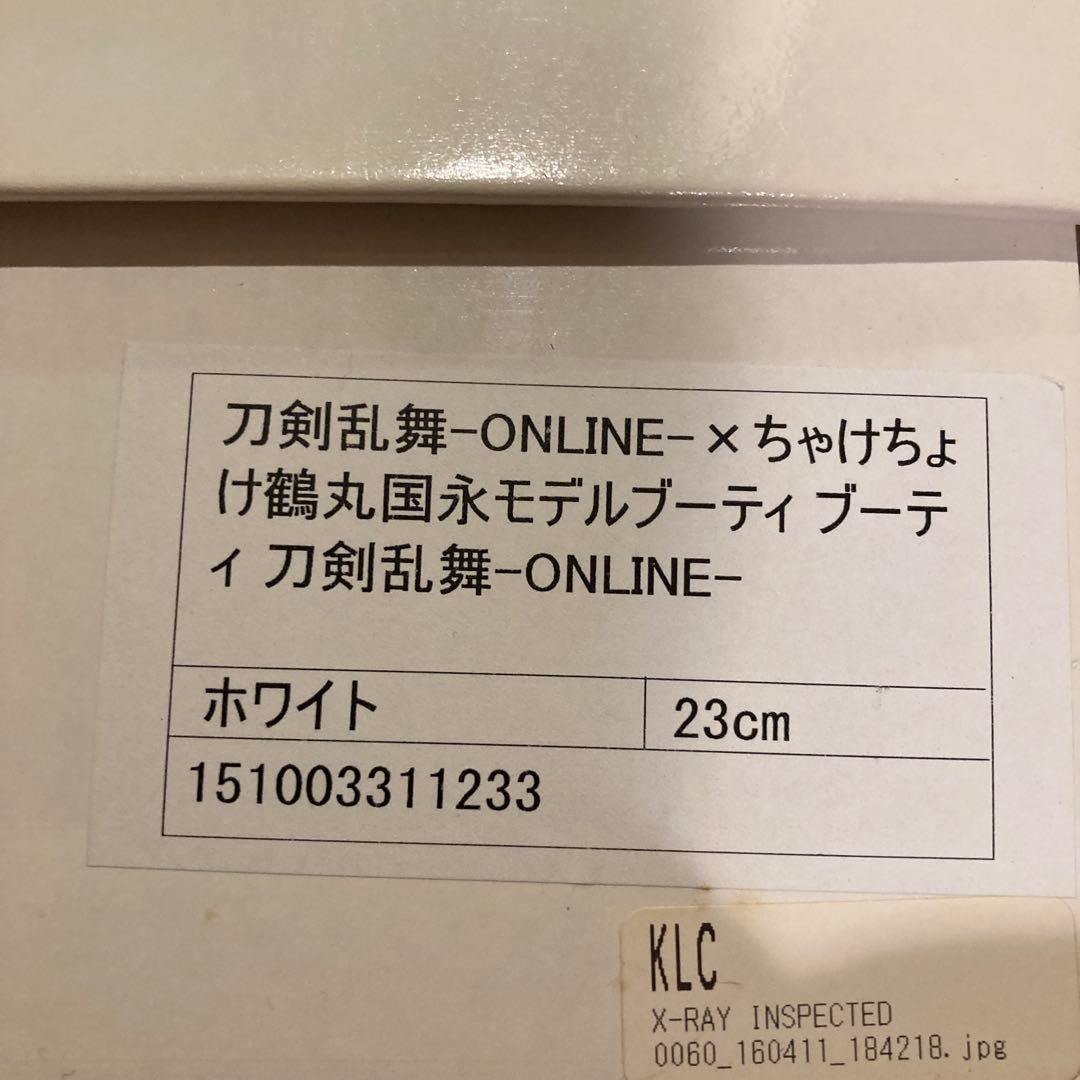 刀剣乱舞-ONLINE-×ちゃけちょ
け鶴丸国永モデルブーティ ブーテ
ィ 刀剣乱舞-ONLINE-
ホワイト
23cm
151003311233
KLC
X-RAY INSPECTED
0060_160411_184218.jpg